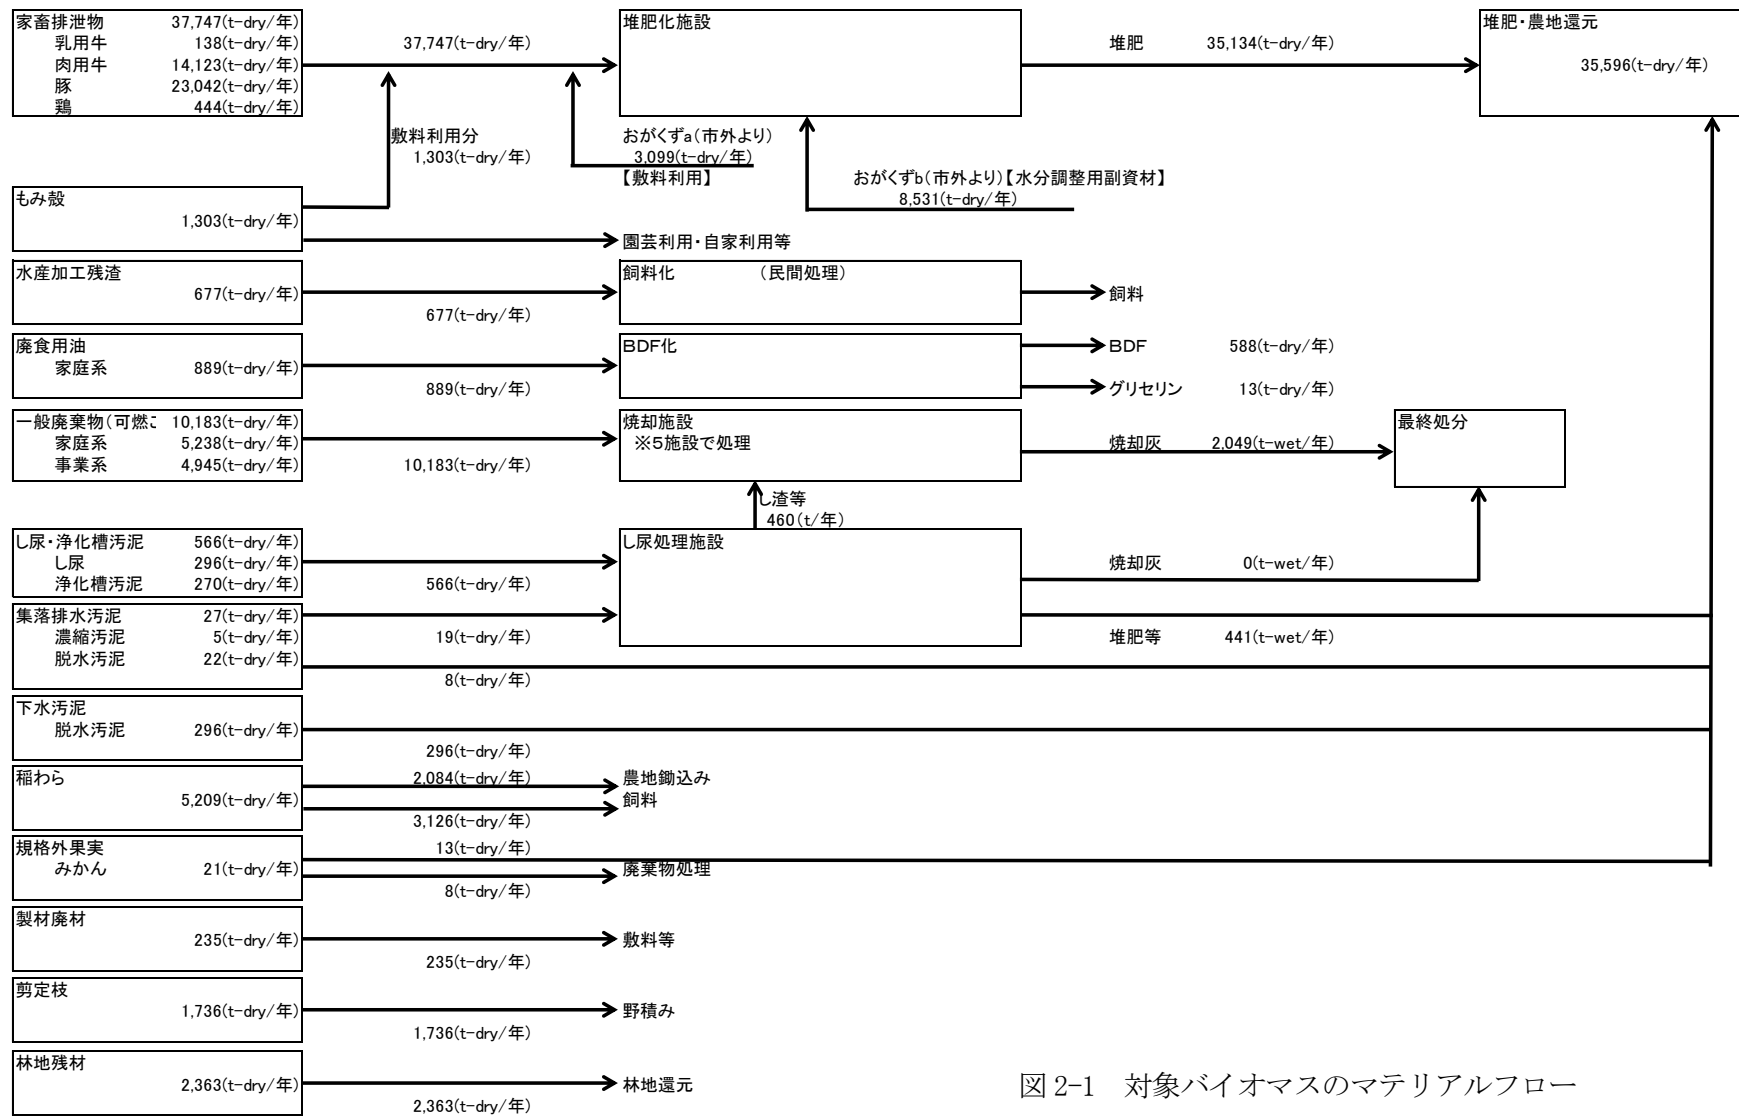 家畜排泄物 37,747(t-dry/年)
乳用牛 138(t-dry/年)
肉用牛 14,123(t-dry/年)
豚 23,042(t-dry/年)
鶏 444(t-dry/年)
37,747(t-dry/年)
堆肥化施設
堆肥 35,134(t-dry/年)
堆肥・農地還元
35,596(t-dry/年)
敷料利用分
1,303(t-dry/年)
おがくずa(市外より)
3,099(t-dry/年)
【敷料利用】
おがくずb(市外より)【水分調整用副資材】
8,531(t-dry/年)
もみ殻
1,303(t-dry/年)
園芸利用・自家利用等
水産加工残渣
677(t-dry/年)
677(t-dry/年)
飼料化 (民間処理)
飼料
廃食用油
家庭系 889(t-dry/年)
889(t-dry/年)
BDF化
BDF 588(t-dry/年)
グリセリン 13(t-dry/年)
一般廃棄物(可燃ご 10,183(t-dry/年)
家庭系 5,238(t-dry/年)
事業系 4,945(t-dry/年)
10,183(t-dry/年)
焼却施設
※5施設で処理
焼却灰 2,049(t-wet/年)
最終処分
し渣等
460(t/年)
し尿・浄化槽汚泥 566(t-dry/年)
し尿 296(t-dry/年)
浄化槽汚泥 270(t-dry/年)
566(t-dry/年)
し尿処理施設
焼却灰 0(t-wet/年)
集落排水汚泥 27(t-dry/年)
濃縮汚泥 5(t-dry/年)
脱水汚泥 22(t-dry/年)
19(t-dry/年)
堆肥等 441(t-wet/年)
8(t-dry/年)
下水汚泥
脱水汚泥 296(t-dry/年)
296(t-dry/年)
稲わら
5,209(t-dry/年)
2,084(t-dry/年)
農地鋤込み
飼料
3,126(t-dry/年)
規格外果実
みかん 21(t-dry/年)
13(t-dry/年)
廃棄物処理
8(t-dry/年)
製材廃材
235(t-dry/年)
敷料等
235(t-dry/年)
剪定枝
1,736(t-dry/年)
野積み
1,736(t-dry/年)
林地残材
2,363(t-dry/年)
林地還元
2,363(t-dry/年)
図 2-1 対象バイオマスのマテリアルフロー